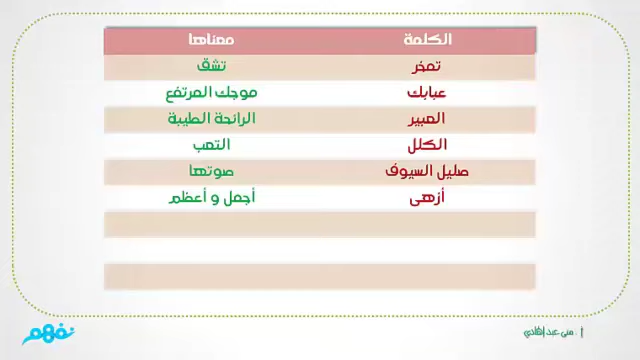 الكلمة معناها
تمخر تشق
عبابك موجك المرتفع
العبير الرائحة الطيبة
الكلل التعب
صليل السيوف صوتها
أزهى أجمل و أعظم
نفهم
أ. منى عبد الهادي